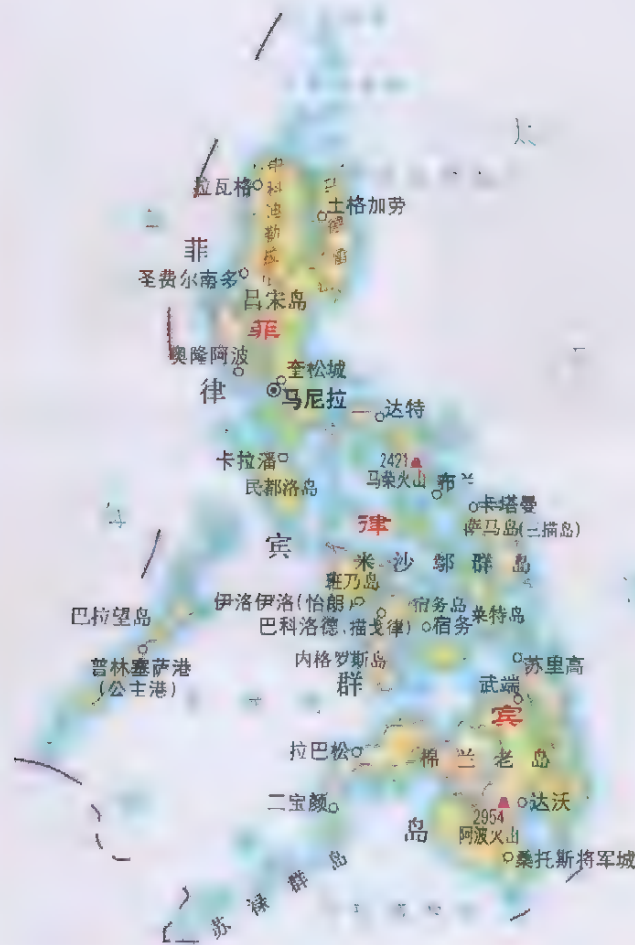 拉瓦格
土格加劳
菲
圣费尔南多
吕宋岛
菲
奥隆阿波
奎松城
律
马尼拉
达特
卡拉潘
2421
马荣火山
民都洛岛
布兰
卡塔曼
律
萨马岛(三描岛)
宾
米沙鄢群岛
班乃岛
伊洛伊洛(怡朗)
宿务岛
莱特岛
巴拉望岛
巴科洛德(描戈律)
宿务
普林塞萨港
(公主港)
内格罗斯岛
苏里高
群
武端
宾
拉巴松
棉兰老岛
三宝颜
2954
达沃
岛
阿波火山
桑托斯将军城
苏禄群岛